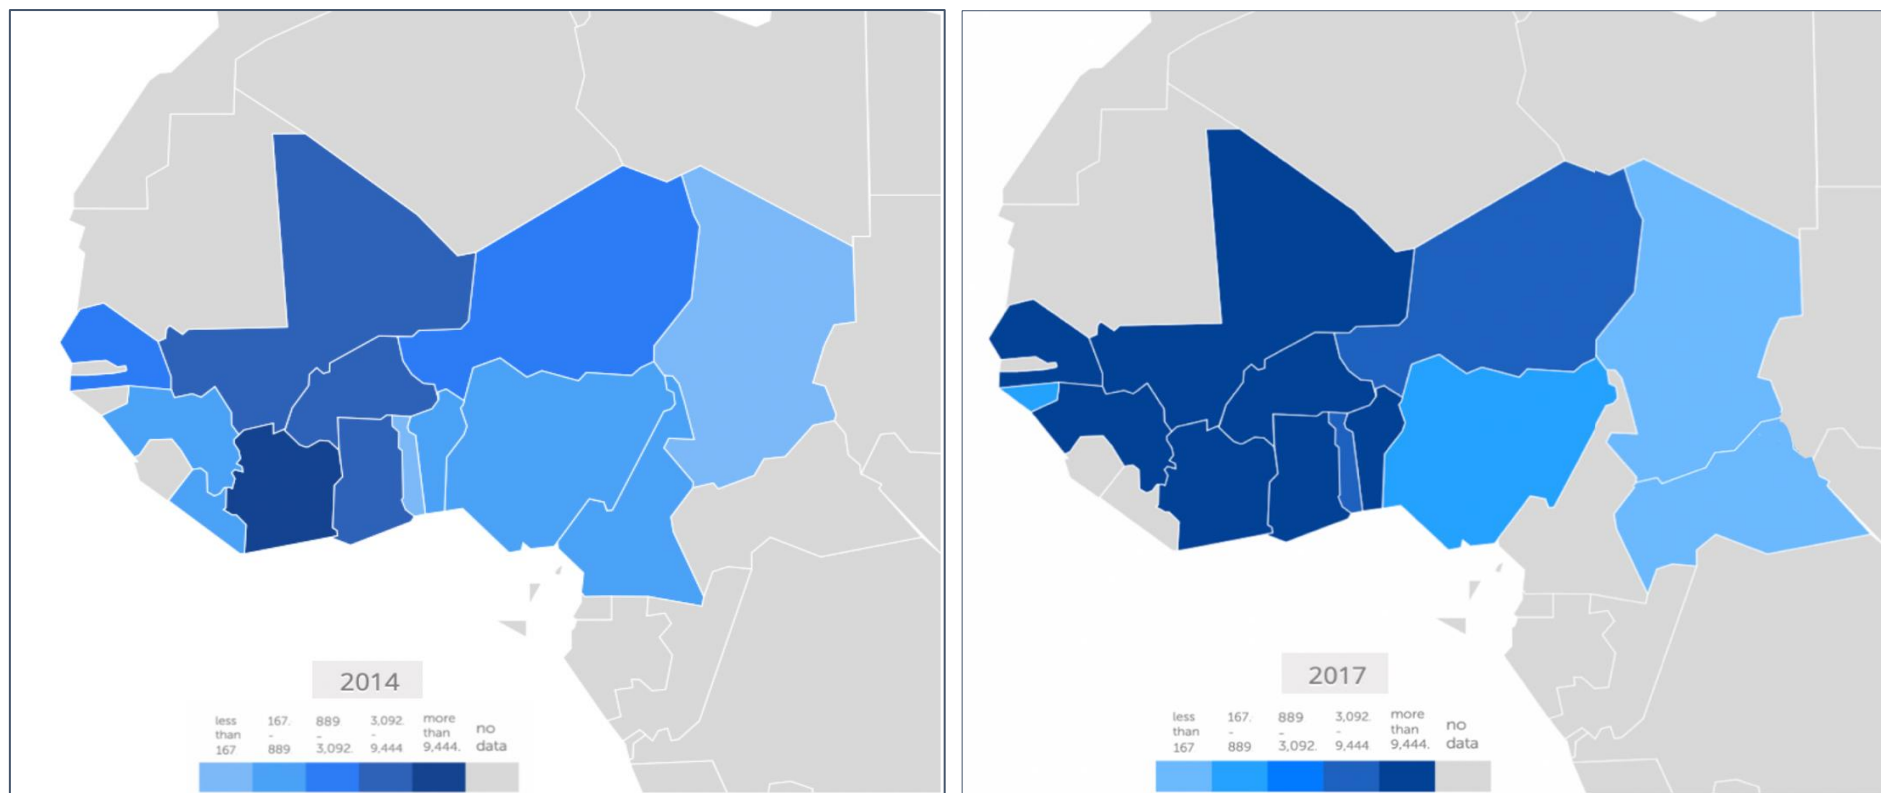 2014
less than 167
167. - 889
889 - 3,092.
3,092. - 9,444
more than 9,444.
no data
2017
less than 167
167. - 889
889 - 3,092.
3,092. - 9,444
more than 9,444.
no data